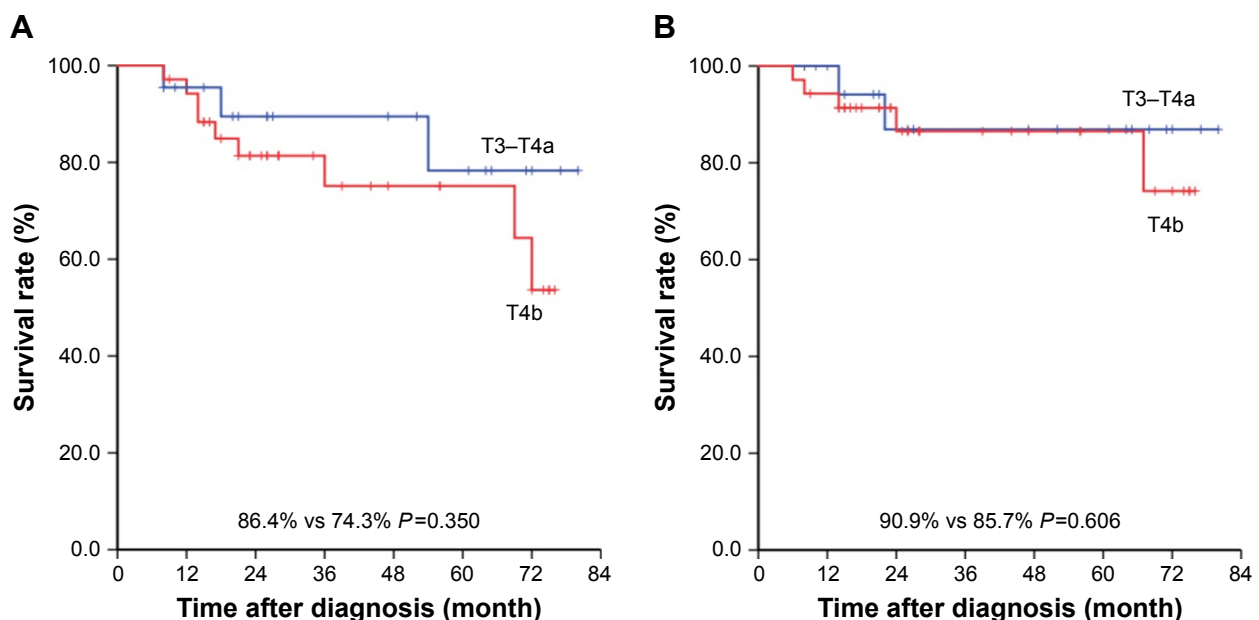 A
100.0
80.0
60.0
40.0
20.0
0.0
Survival rate (%)
T3–T4a
T4b
86.4% vs 74.3% P=0.350
0 12 24 36 48 60 72 84
Time after diagnosis (month)
B
100.0
80.0
60.0
40.0
20.0
0.0
Survival rate (%)
T3–T4a
T4b
90.9% vs 85.7% P=0.606
0 12 24 36 48 60 72 84
Time after diagnosis (month)